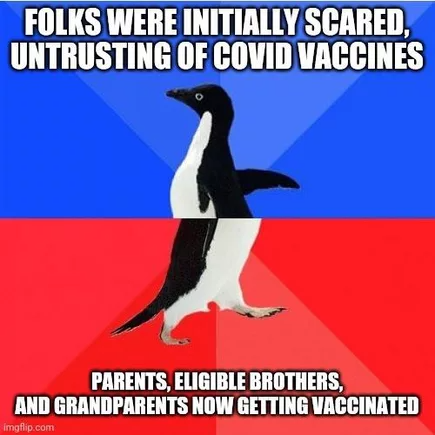 FOLKS WERE INITIALLY SCARED,
UNTRUSTING OF COVID VACCINES
PARENTS, ELIGIBLE BROTHERS,
AND GRANDPARENTS NOW GETTING VACCINATED
imgflip.com